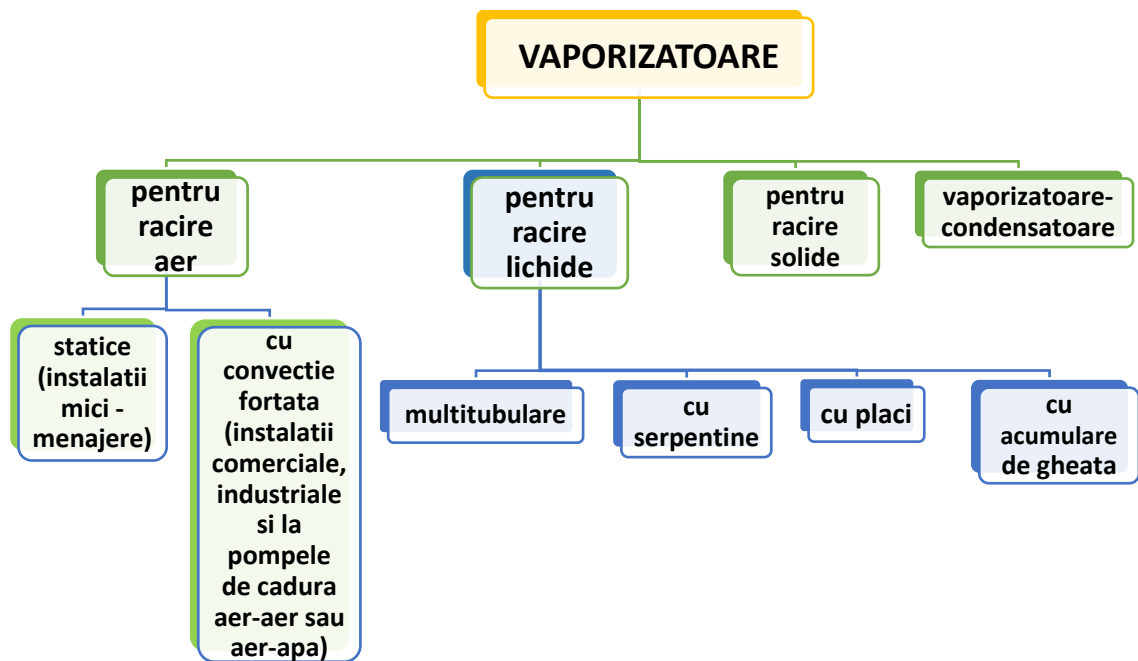 VAPORIZATOARE
pentru
racire
aer
pentru
racire
lichide
pentru
racire
solide
vaporizatoare-
condensatoare
statice
(instalatii
mici -
menajere)
cu
convectie
fortata
(instalatii
comerciale,
industriale
si la
pompele
de cadura
aer-aer sau
aer-apa)
multitubulare
cu
serpentine
cu placi
cu
acumulare
de gheata